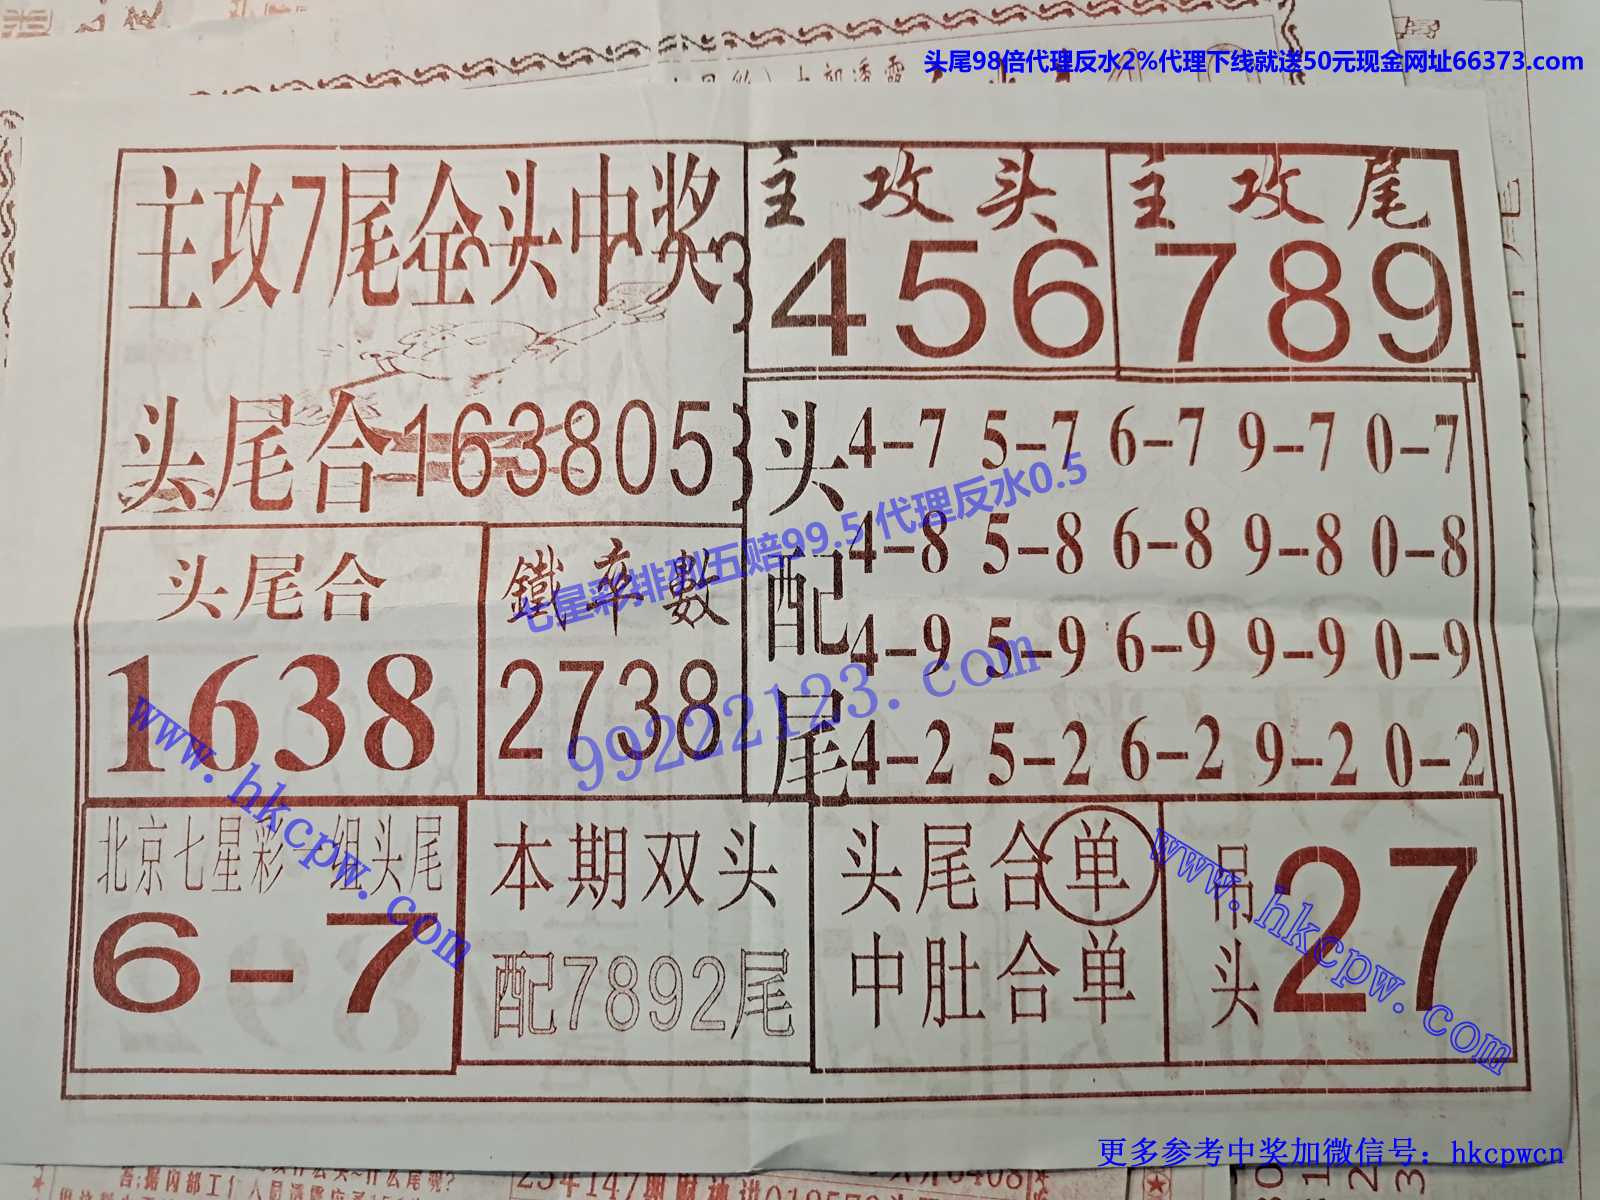 头尾98倍代理反水2%代理下线就送50元现金网址66373.com
主攻7尾全头中奖
主攻头
456
主攻尾
789
头尾合163805
头配尾
4-7 5-7 6-7 9-7 0-7
4-8 5-8 6-8 9-8 0-8
4-9 5-9 6-9 9-9 0-9
4-2 5-2 6-2 9-2 0-2
七星彩排列五赔99.5 代理反水0.5
99222123.com
头尾合
1638
鐵率數
2738
www.hkcpw.com
北京七星彩一组头尾
6-7
本期双头
配7892尾
头尾合单
中肚合单
吊头
27
www.hkcpw.com
更多参考中奖加微信号：hkcpwcn